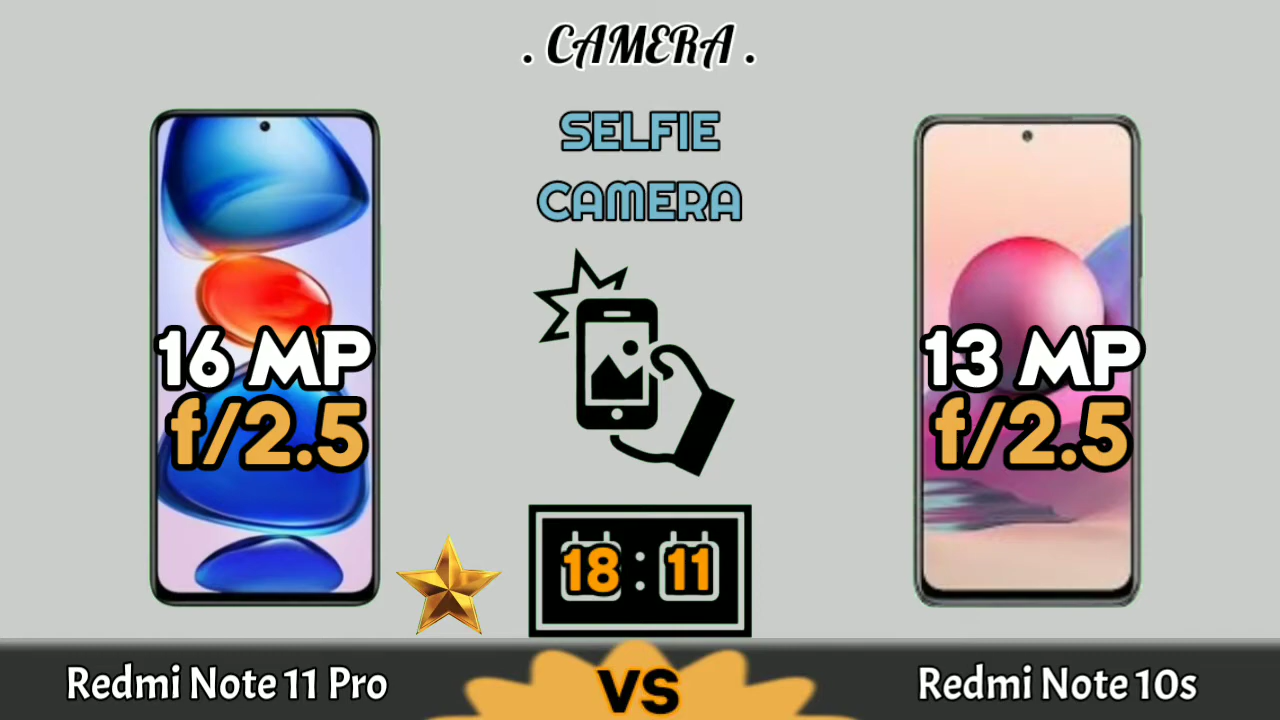 . CAMERA .
SELFIE
CAMERA
16 MP
f/2.5
13 MP
f/2.5
18 : 11
Redmi Note 11 Pro
VS
Redmi Note 10s